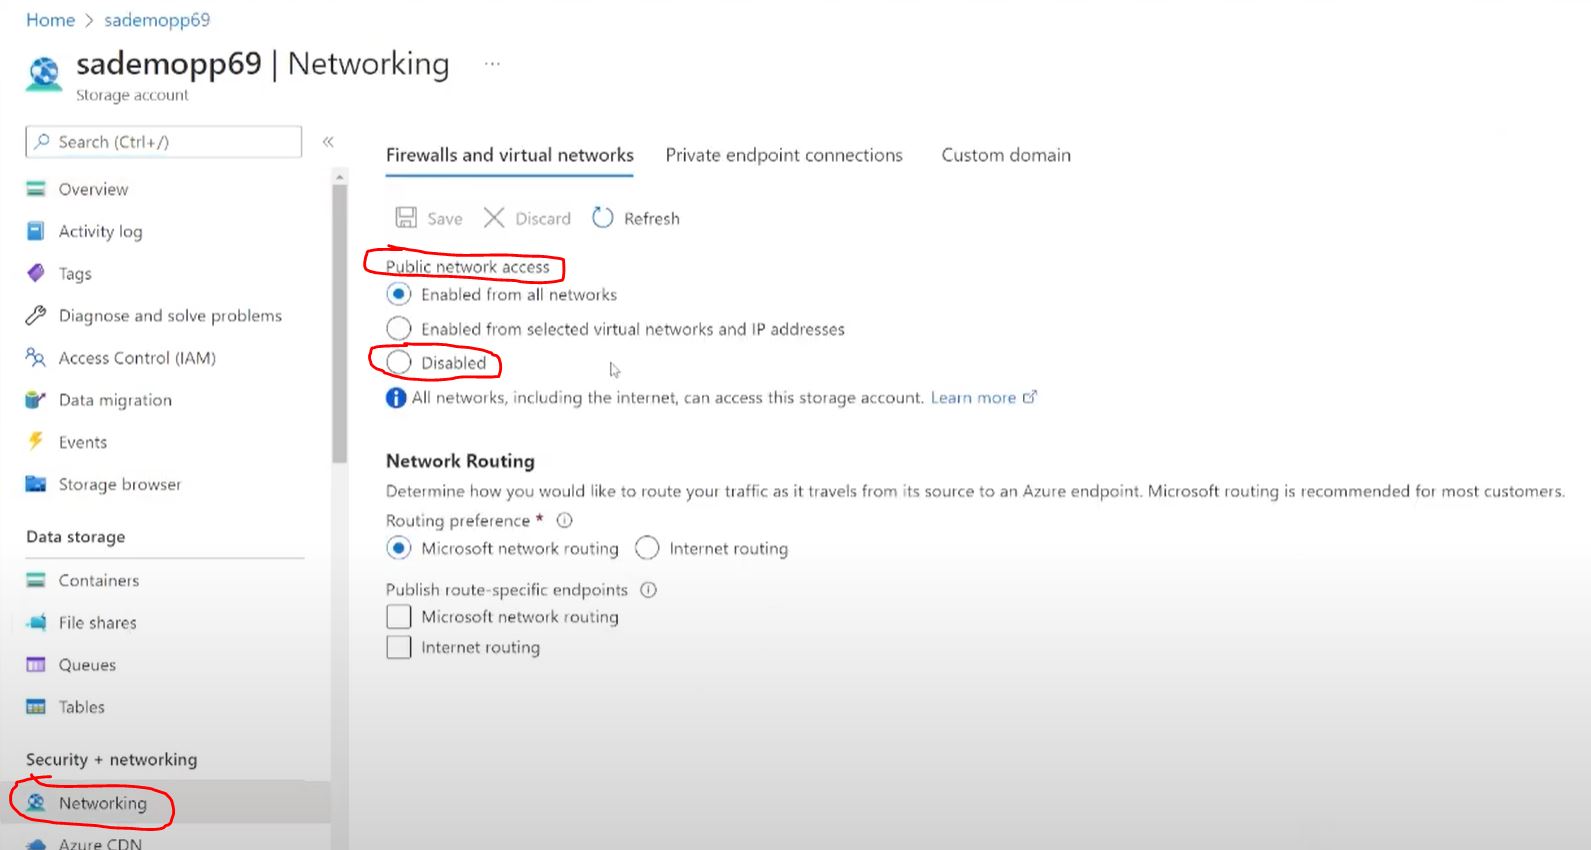 Home > sademopp69
sademopp69 | Networking ...
Storage account
Search (Ctrl+/) «
Overview
Activity log
Tags
Diagnose and solve problems
Access Control (IAM)
Data migration
Events
Storage browser
Data storage
Containers
File shares
Queues
Tables
Security + networking
Networking
Azure CDN
Firewalls and virtual networks Private endpoint connections Custom domain
Save Discard Refresh
Public network access
Enabled from all networks
Enabled from selected virtual networks and IP addresses
Disabled
All networks, including the internet, can access this storage account. Learn more
Network Routing
Determine how you would like to route your traffic as it travels from its source to an Azure endpoint. Microsoft routing is recommended for most customers.
Routing preference *
Microsoft network routing Internet routing
Publish route-specific endpoints
Microsoft network routing
Internet routing